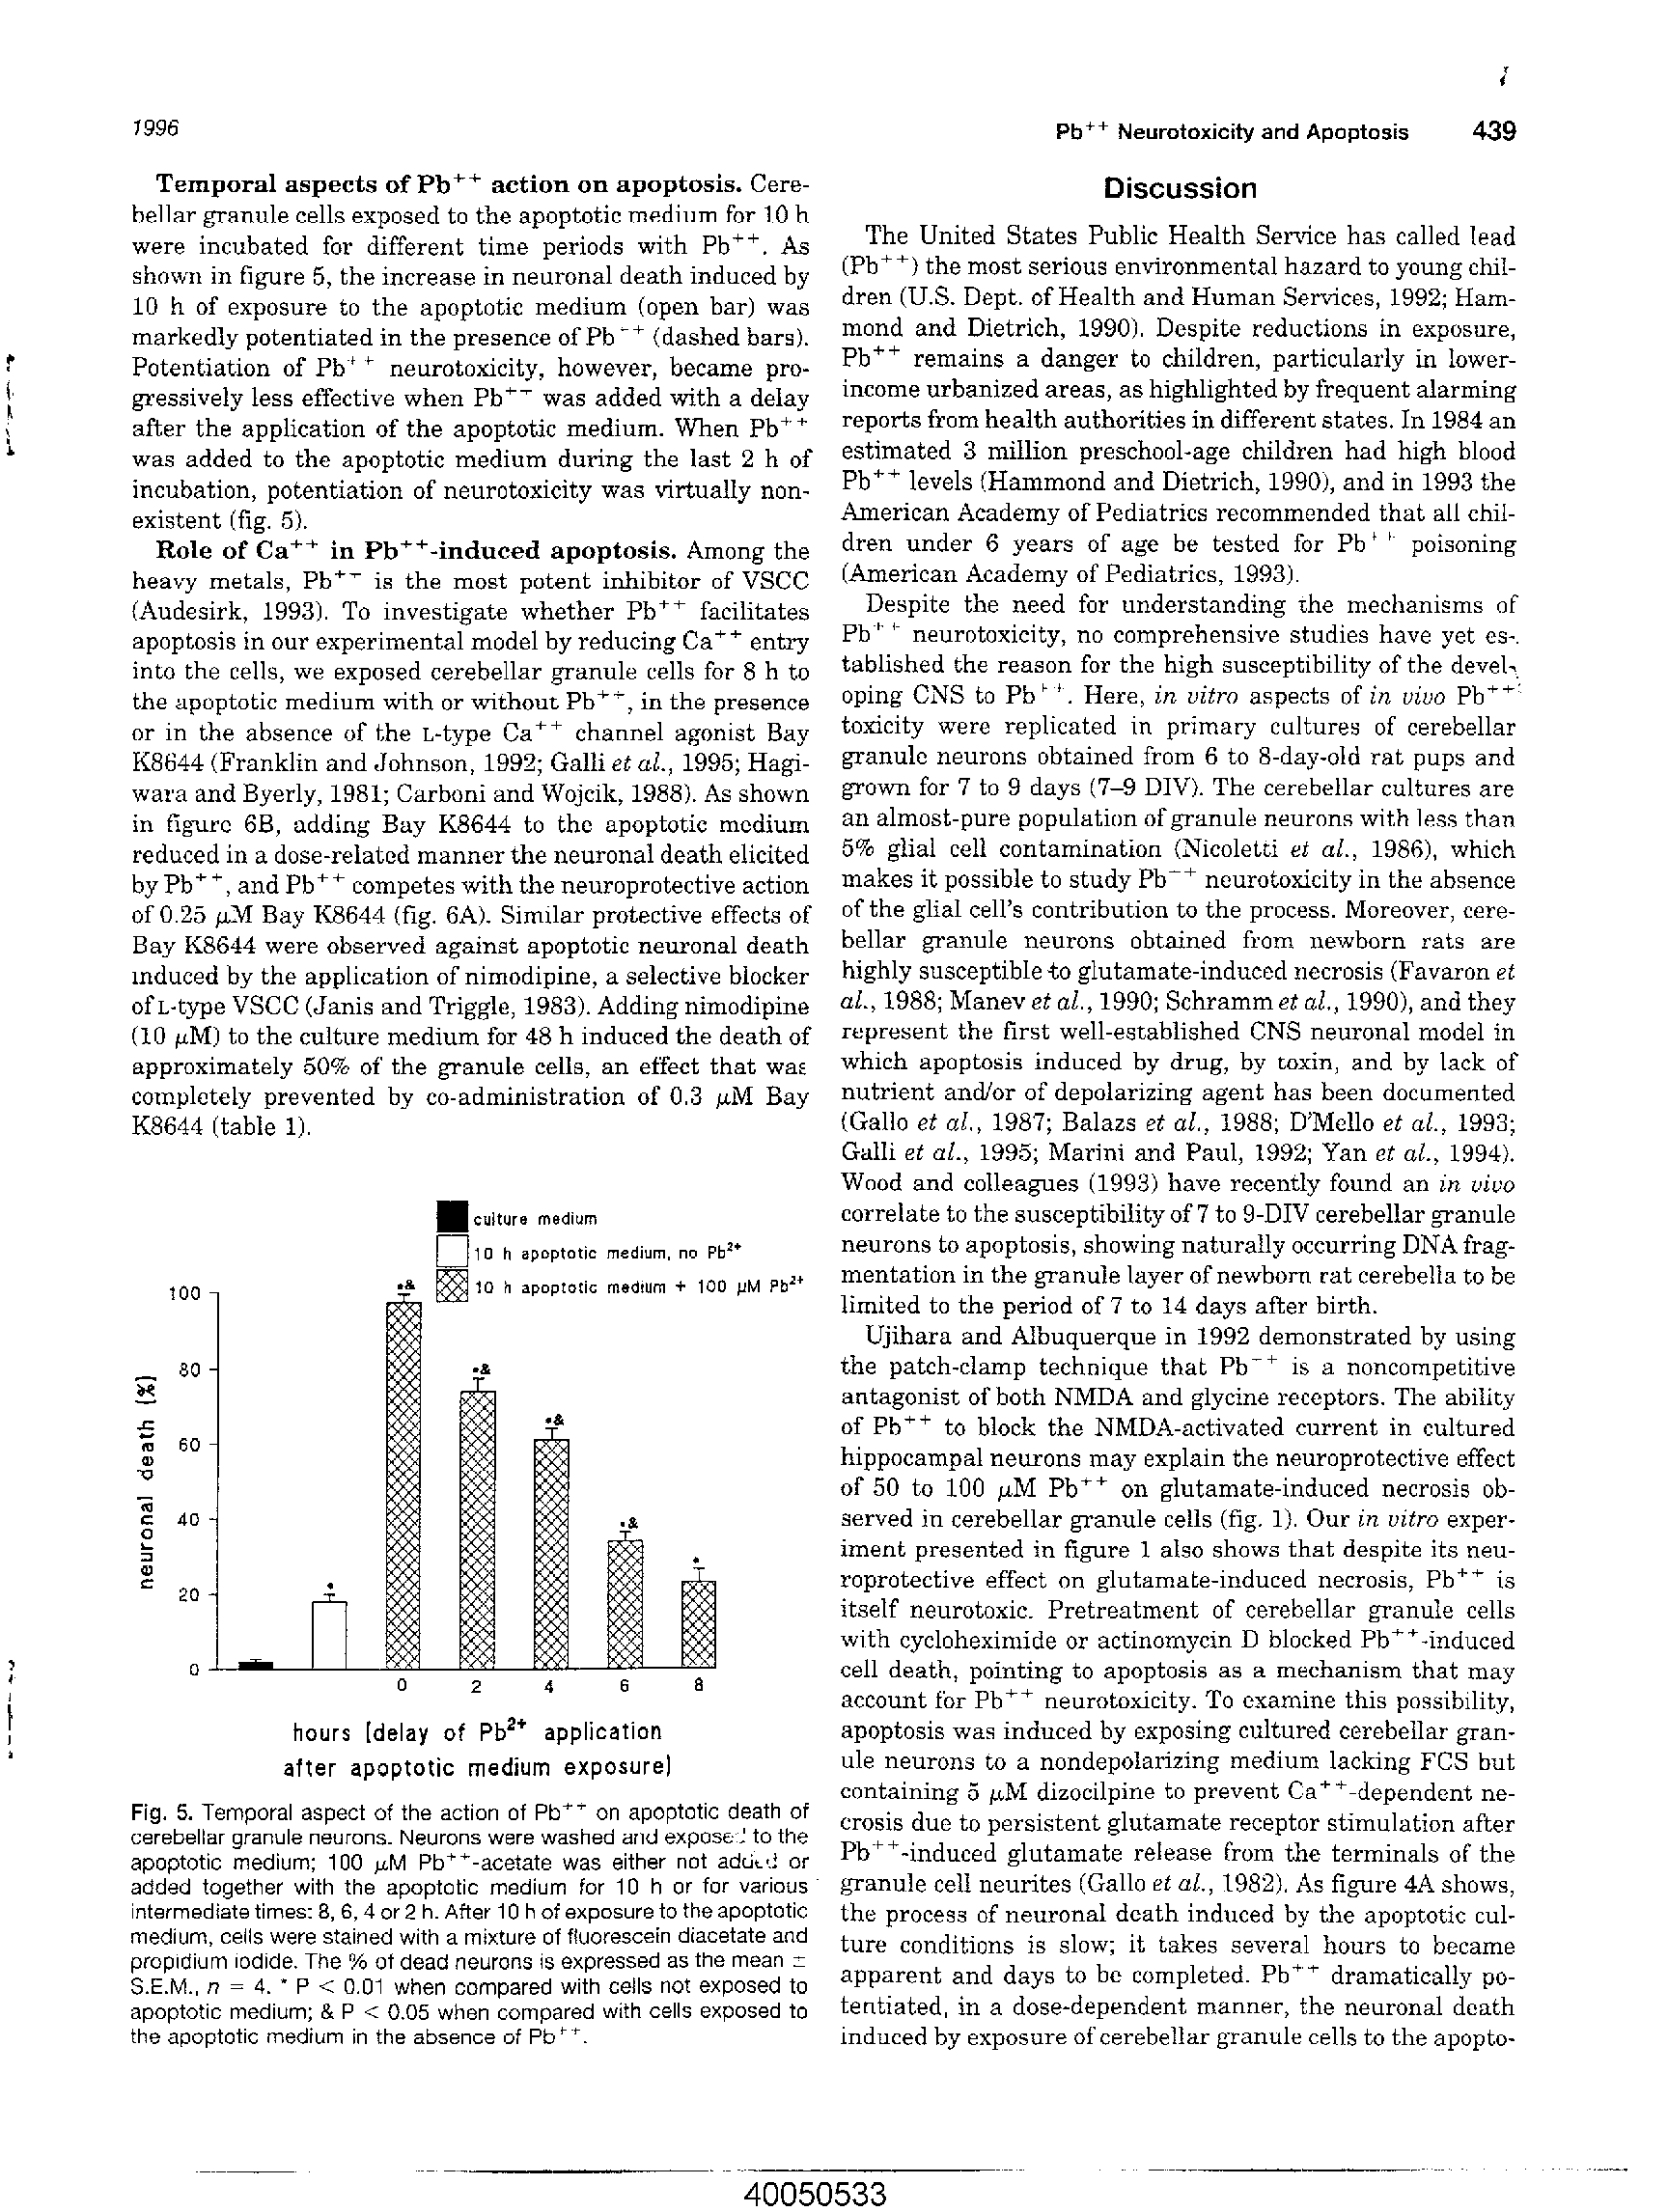 1996
Pb++ Neurotoxicity and Apoptosis 439
Temporal aspects of Pb++ action on apoptosis. Cere-
bellar granule cells exposed to the apoptotic medium for 10 h
were incubated for different time periods with Pb++. As
shown in figure 5, the increase in neuronal death induced by
10 h of exposure to the apoptotic medium (open bar) was
markedly potentiated in the presence of Pb++ (dashed bars).
Potentiation of Pb++ neurotoxicity, however, became pro-
gressively less effective when Pb++ was added with a delay
after the application of the apoptotic medium. When Pb++
was added to the apoptotic medium during the last 2 h of
incubation, potentiation of neurotoxicity was virtually non-
existent (fig. 5).
Role of Ca++ in Pb++-induced apoptosis. Among the
heavy metals, Pb++ is the most potent inhibitor of VSCC
(Audesirk, 1993). To investigate whether Pb++ facilitates
apoptosis in our experimental model by reducing Ca++ entry
into the cells, we exposed cerebellar granule cells for 8 h to
the apoptotic medium with or without Pb++, in the presence
or in the absence of the L-type Ca++ channel agonist Bay
K8644 (Franklin and Johnson, 1992; Galli et al., 1995; Hagi-
wara and Byerly, 1981; Carboni and Wojcik, 1988). As shown
in figure 6B, adding Bay K8644 to the apoptotic medium
reduced in a dose-related manner the neuronal death elicited
by Pb++, and Pb++ competes with the neuroprotective action
of 0.25 µM Bay K8644 (fig. 6A). Similar protective effects of
Bay K8644 were observed against apoptotic neuronal death
induced by the application of nimodipine, a selective blocker
of L-type VSCC (Janis and Triggle, 1983). Adding nimodipine
(10 µM) to the culture medium for 48 h induced the death of
approximately 50% of the granule cells, an effect that was
completely prevented by co-administration of 0.3 µM Bay
K8644 (table 1).
culture medium
10 h apoptotic medium, no Pb2+
10 h apoptotic medium + 100 µM Pb2+
neuronal death (%)
100
80
60
40
20
0
*
*&
*&
*&
*&
*
0 2 4 6 8
hours (delay of Pb2+ application
after apoptotic medium exposure)
Fig. 5. Temporal aspect of the action of Pb++ on apoptotic death of
cerebellar granule neurons. Neurons were washed and exposed to the
apoptotic medium; 100 µM Pb++-acetate was either not added or
added together with the apoptotic medium for 10 h or for various
intermediate times: 8, 6, 4 or 2 h. After 10 h of exposure to the apoptotic
medium, cells were stained with a mixture of fluorescein diacetate and
propidium iodide. The % of dead neurons is expressed as the mean ±
S.E.M., n = 4. * P < 0.01 when compared with cells not exposed to
apoptotic medium; & P < 0.05 when compared with cells exposed to
the apoptotic medium in the absence of Pb++.
Discussion
The United States Public Health Service has called lead
(Pb++) the most serious environmental hazard to young chil-
dren (U.S. Dept. of Health and Human Services, 1992; Ham-
mond and Dietrich, 1990). Despite reductions in exposure,
Pb++ remains a danger to children, particularly in lower-
income urbanized areas, as highlighted by frequent alarming
reports from health authorities in different states. In 1984 an
estimated 3 million preschool-age children had high blood
Pb++ levels (Hammond and Dietrich, 1990), and in 1993 the
American Academy of Pediatrics recommended that all chil-
dren under 6 years of age be tested for Pb++ poisoning
(American Academy of Pediatrics, 1993).
Despite the need for understanding the mechanisms of
Pb++ neurotoxicity, no comprehensive studies have yet es-
tablished the reason for the high susceptibility of the devel-
oping CNS to Pb++. Here, in vitro aspects of in vivo Pb++
toxicity were replicated in primary cultures of cerebellar
granule neurons obtained from 6 to 8-day-old rat pups and
grown for 7 to 9 days (7–9 DIV). The cerebellar cultures are
an almost-pure population of granule neurons with less than
5% glial cell contamination (Nicoletti et al., 1986), which
makes it possible to study Pb++ neurotoxicity in the absence
of the glial cell's contribution to the process. Moreover, cere-
bellar granule neurons obtained from newborn rats are
highly susceptible to glutamate-induced necrosis (Favaron et
al., 1988; Manev et al., 1990; Schramm et al., 1990), and they
represent the first well-established CNS neuronal model in
which apoptosis induced by drug, by toxin, and by lack of
nutrient and/or of depolarizing agent has been documented
(Gallo et al., 1987; Balazs et al., 1988; D'Mello et al., 1993;
Galli et al., 1995; Marini and Paul, 1992; Yan et al., 1994).
Wood and colleagues (1993) have recently found an in vivo
correlate to the susceptibility of 7 to 9-DIV cerebellar granule
neurons to apoptosis, showing naturally occurring DNA frag-
mentation in the granule layer of newborn rat cerebella to be
limited to the period of 7 to 14 days after birth.
Ujihara and Albuquerque in 1992 demonstrated by using
the patch-clamp technique that Pb++ is a noncompetitive
antagonist of both NMDA and glycine receptors. The ability
of Pb++ to block the NMDA-activated current in cultured
hippocampal neurons may explain the neuroprotective effect
of 50 to 100 µM Pb++ on glutamate-induced necrosis ob-
served in cerebellar granule cells (fig. 1). Our in vitro exper-
iment presented in figure 1 also shows that despite its neu-
roprotective effect on glutamate-induced necrosis, Pb++ is
itself neurotoxic. Pretreatment of cerebellar granule cells
with cycloheximide or actinomycin D blocked Pb++-induced
cell death, pointing to apoptosis as a mechanism that may
account for Pb++ neurotoxicity. To examine this possibility,
apoptosis was induced by exposing cultured cerebellar gran-
ule neurons to a nondepolarizing medium lacking FCS but
containing 5 µM dizocilpine to prevent Ca++-dependent ne-
crosis due to persistent glutamate receptor stimulation after
Pb++-induced glutamate release from the terminals of the
granule cell neurites (Gallo et al., 1982). As figure 4A shows,
the process of neuronal death induced by the apoptotic cul-
ture conditions is slow; it takes several hours to became
apparent and days to be completed. Pb++ dramatically po-
tentiated, in a dose-dependent manner, the neuronal death
induced by exposure of cerebellar granule cells to the apopto-
40050533